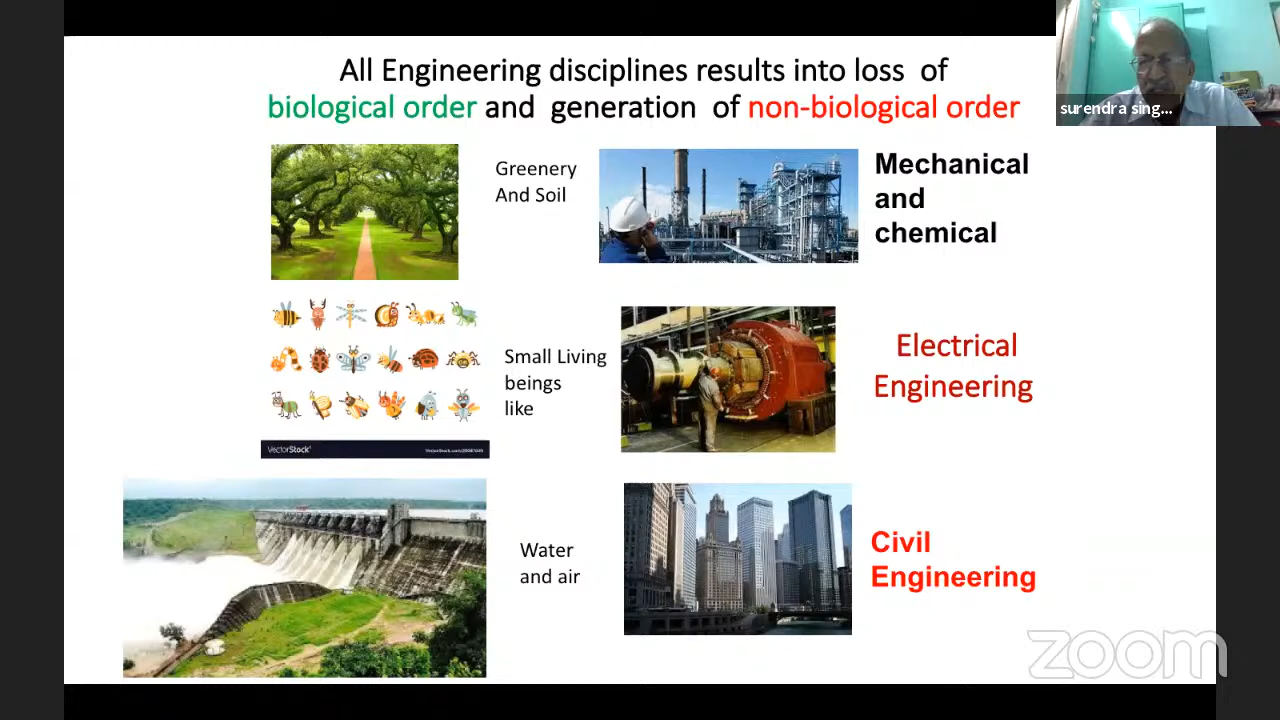 All Engineering disciplines results into loss of
biological order and generation of non-biological order
surendra sing...
Greenery
And Soil
Mechanical
and
chemical
Small Living
beings
like
Electrical
Engineering
VectorStock
Water
and air
Civil
Engineering
zoom